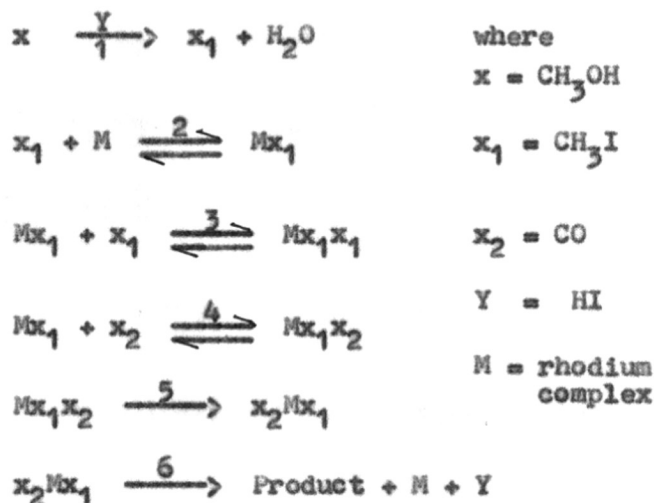 x Y 1 x₁ + H₂O where
x = CH₃OH
x₁ + M 2 Mx₁ x₁ = CH₃I
Mx₁ + x₁ 3 Mx₁x₁ x₂ = CO
Mx₁ + x₂ 4 Mx₁x₂ Y = HI
M = rhodium
complex
Mx₁x₂ 5 x₂Mx₁
x₂Mx₁ 6 Product + M + Y